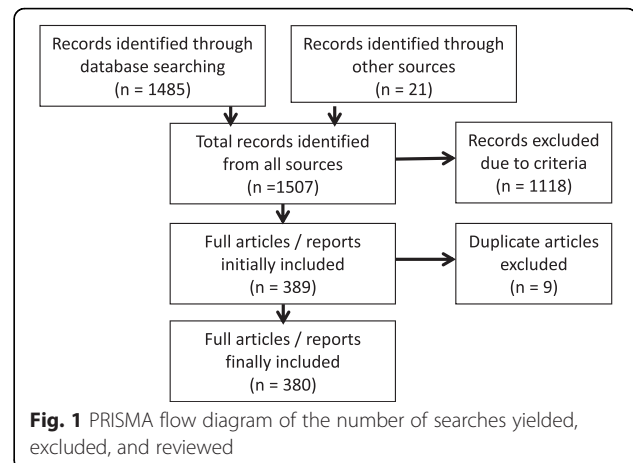 Records identified through
database searching
(n = 1485)
Records identified through
other sources
(n = 21)
Total records identified
from all sources
(n =1507)
Records excluded
due to criteria
(n = 1118)
Full articles / reports
initially included
(n = 389)
Duplicate articles
excluded
(n = 9)
Full articles / reports
finally included
(n = 380)
Fig. 1 PRISMA flow diagram of the number of searches yielded,
excluded, and reviewed